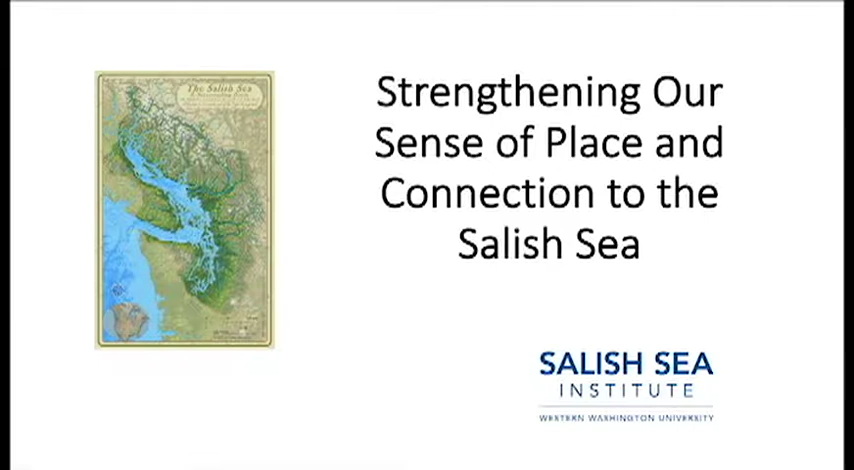 The Salish Sea
Strengthening Our
Sense of Place and
Connection to the
Salish Sea
SALISH SEA
INSTITUTE
WESTERN WASHINGTON UNIVERSITY